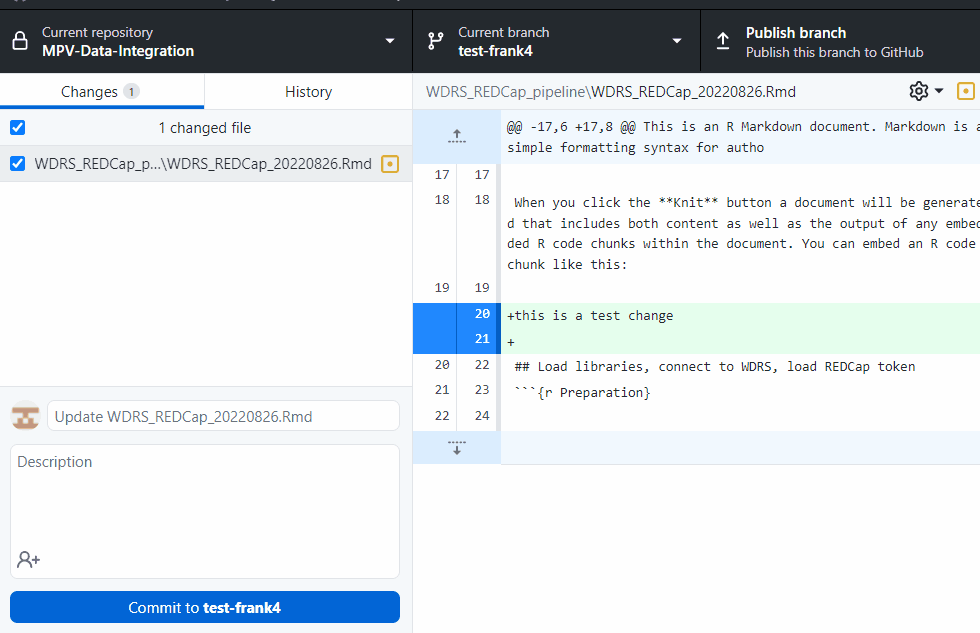 Current repository
MPV-Data-Integration
Current branch
test-frank4
Publish branch
Publish this branch to GitHub
Changes 1
History
1 changed file
WDRS_REDCap_p...\WDRS_REDCap_20220826.Rmd
Update WDRS_REDCap_20220826.Rmd
Description
Commit to test-frank4
WDRS_REDCap_pipeline\WDRS_REDCap_20220826.Rmd
@@ -17,6 +17,8 @@ This is an R Markdown document. Markdown is a
simple formatting syntax for autho
17 17
18 18 When you click the **Knit** button a document will be generate
d that includes both content as well as the output of any embed
ded R code chunks within the document. You can embed an R code
chunk like this:
19 19
20 +this is a test change
21 +
20 22 ## Load libraries, connect to WDRS, load REDCap token
21 23 ```{r Preparation}
22 24